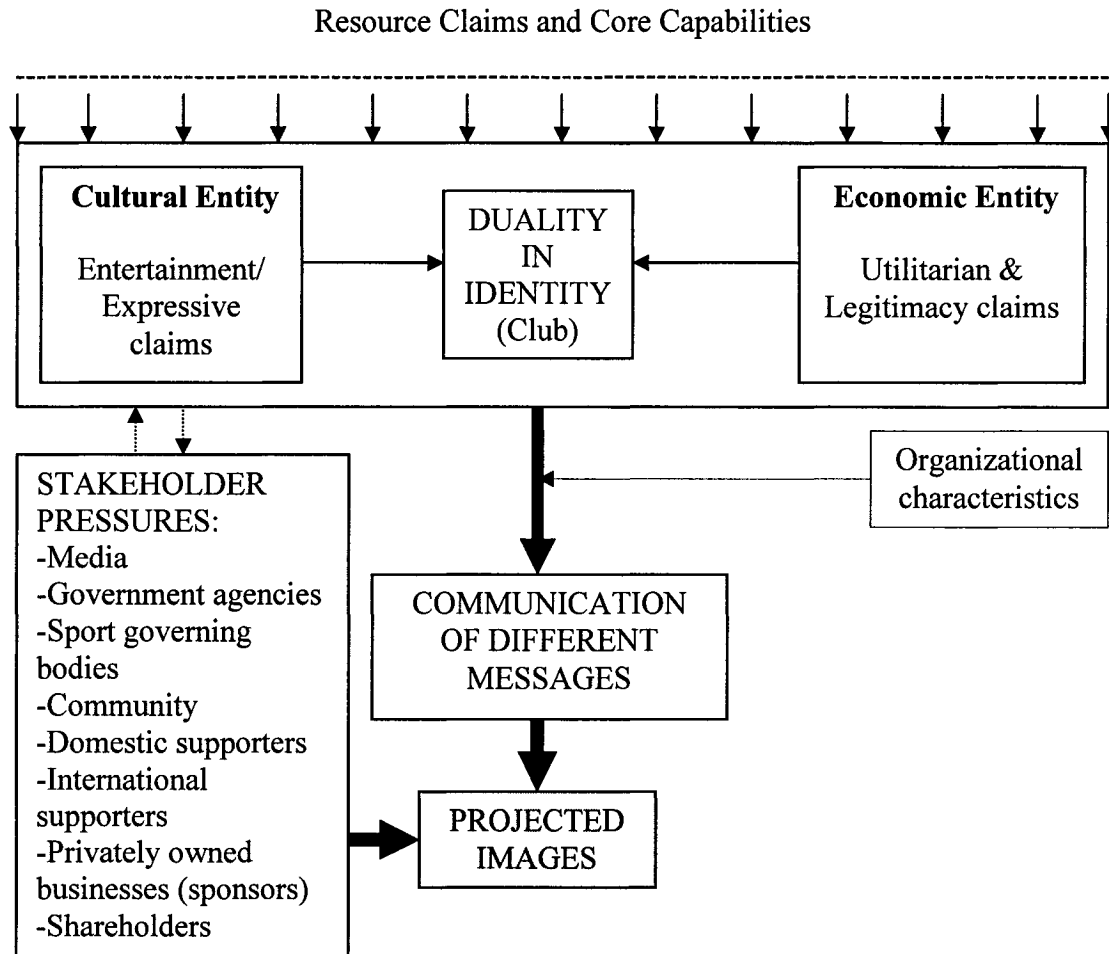 Resource Claims and Core Capabilities
Cultural Entity
Entertainment/
Expressive
claims
DUALITY
IN
IDENTITY
(Club)
Economic Entity
Utilitarian &
Legitimacy claims
Organizational
characteristics
STAKEHOLDER
PRESSURES:
-Media
-Government agencies
-Sport governing
bodies
-Community
-Domestic supporters
-International
supporters
-Privately owned
businesses (sponsors)
-Shareholders
COMMUNICATION
OF DIFFERENT
MESSAGES
PROJECTED
IMAGES